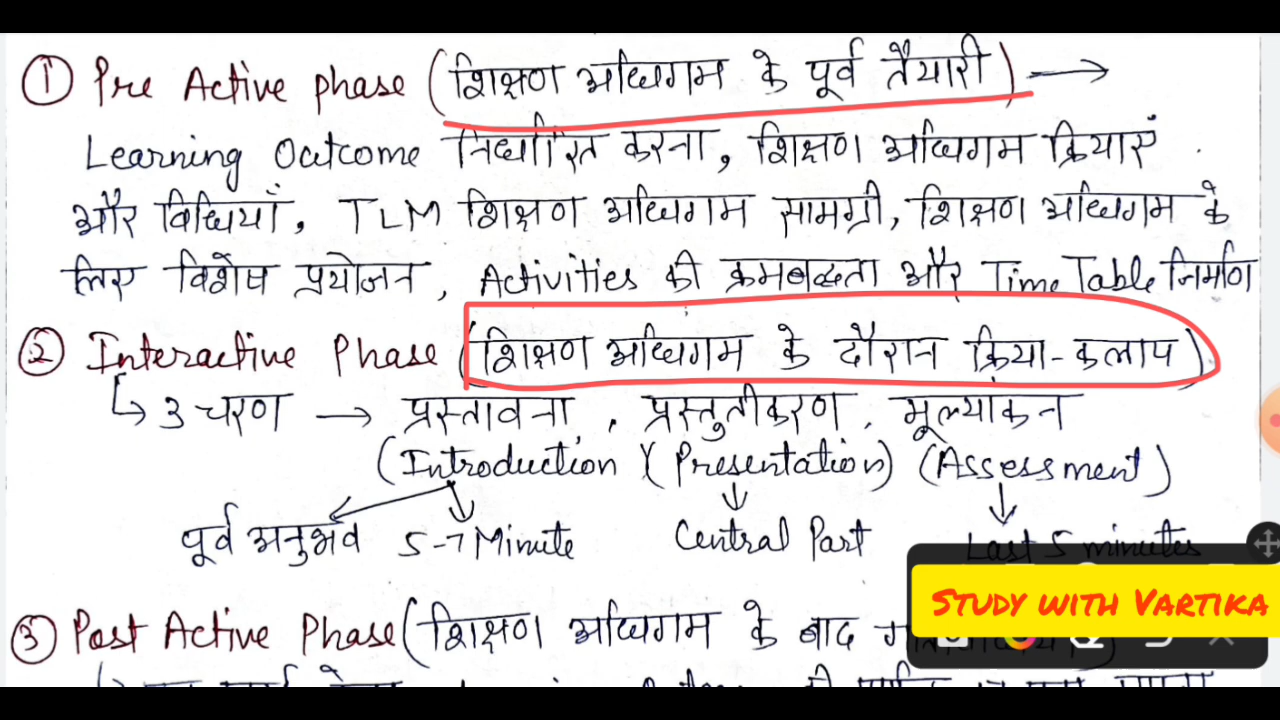 ① Pre Active phase (शिक्षण अधिगम के पूर्व तैयारी) →
Learning Outcome निर्धारित करना, शिक्षण अधिगम क्रियाएं
और विधियाँ, TLM शिक्षण अधिगम सामग्री, शिक्षण अधिगम के
लिए विशेष प्रयोजन, Activities की क्रमबद्धता और Time Table निर्माण
② Interactive Phase (शिक्षण अधिगम के दौरान क्रिया-कलाप)
↳ 3 चरण → प्रस्तावना, प्रस्तुतीकरण, मूल्यांकन
(Introduction) (Presentation) (Assessment)
पूर्व अनुभव 5-7 Minute Central Part Last 5 minutes
STUDY WITH VARTIKA
③ Post Active Phase (शिक्षण अधिगम के बाद